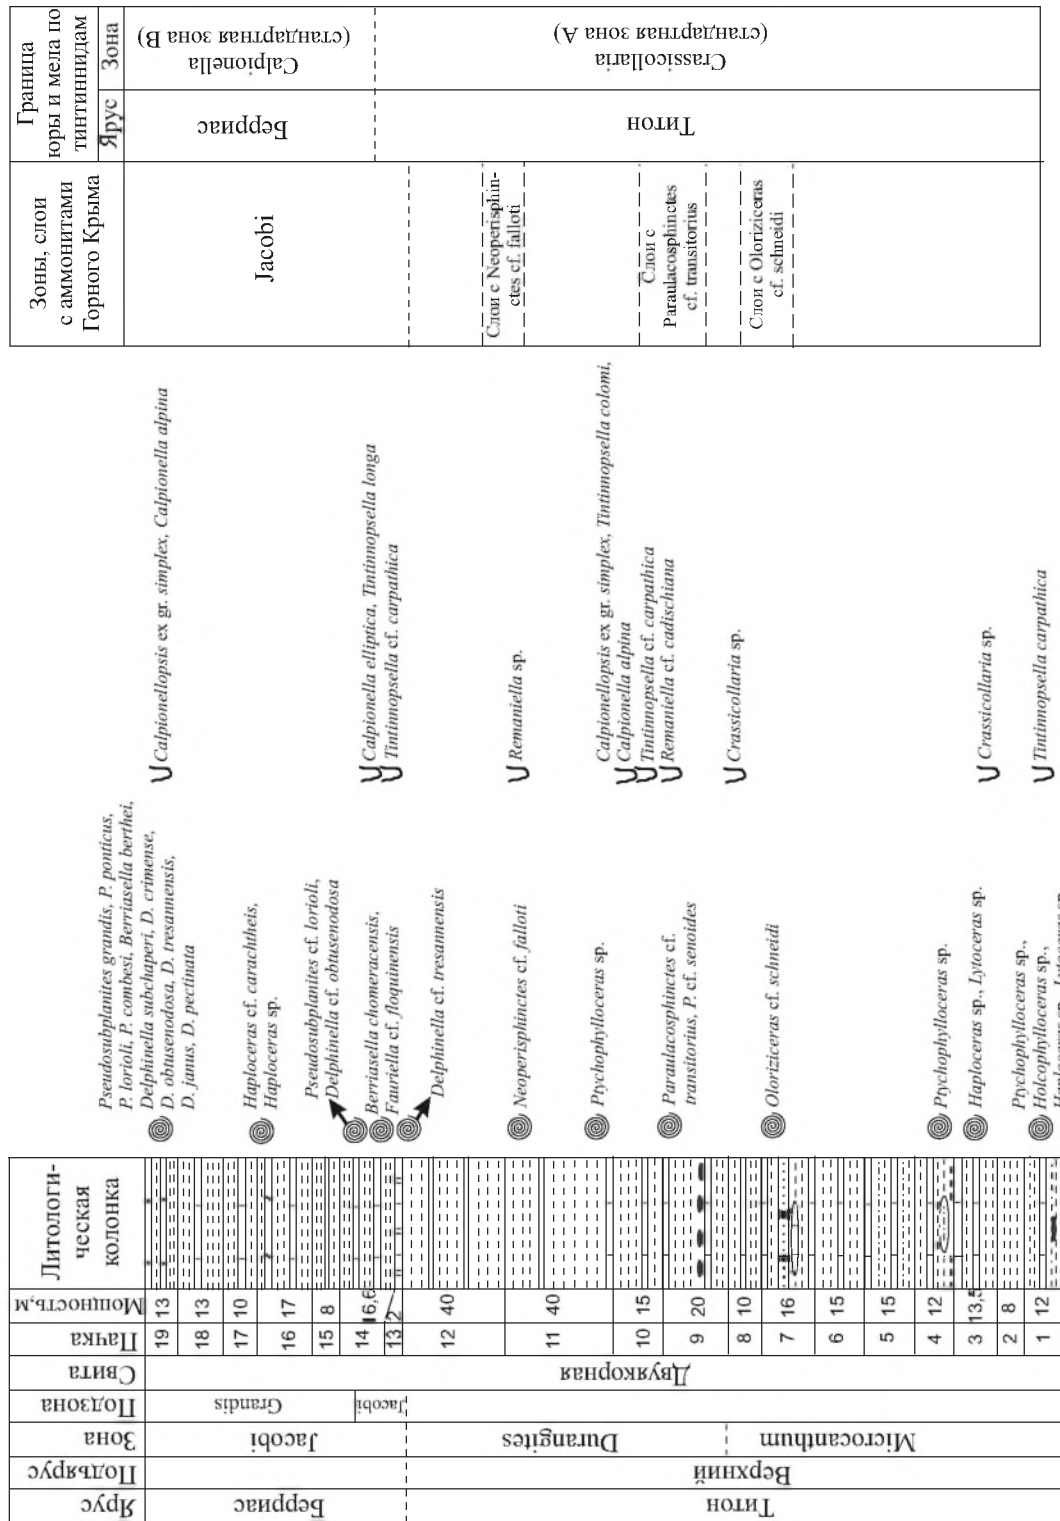 Граница
юры и мела по
тинтиннидам
Ярус
Зона
Берриас
Calpionella
(стандартная зона B)
Титон
Crassicollaria
(стандартная зона A)
Зоны, слои
с аммонитами
Горного Крыма
Jacobi
Слои с Neoperisphin-
ctes cf. falloti
Слои с
Paraulacosphinctes
cf. transitorius
Слои с Oloriziceras
cf. schneidi
Calpionellopsis ex gr. simplex, Calpionella alpina
Calpionella elliptica, Tintinnopsella longa
Tintinnopsella cf. carpathica
Remaniella sp.
Calpionellopsis ex gr. simplex, Tintinnopsella colomi,
Calpionella alpina
Tintinnopsella cf. carpathica
Remaniella cf. cadischiana
Crassicollaria sp.
Crassicollaria sp.
Tintinnopsella carpathica
Pseudosubplanites grandis, P. ponticus,
P. lorioli, P. combesi, Berriasella berthei,
Delphinella subchaperi, D. crimense,
D. obtusenodosa, D. tresannensis,
D. janus, D. pectinata
Haploceras cf. carachtheis,
Haploceras sp.
Pseudosubplanites cf. lorioli,
Delphinella cf. obtusenodosa
Berriasella chomeracensis,
Fauriella cf. floquinensis
Delphinella cf. tresannensis
Neoperisphinctes cf. falloti
Ptychophylloceras sp.
Paraulacosphinctes cf.
transitorius, P. cf. senoides
Oloriziceras cf. schneidi
Ptychophylloceras sp.
Haploceras sp., Lytoceras sp.
Ptychophylloceras sp.,
Holcophylloceras sp.,
Литологи-
ческая
колонка
Мощность,м
13
13
10
17
8
16,6
2
40
40
15
20
10
16
15
15
12
13,5
8
12
Пачка
19
18
17
16
15
14
13
12
11
10
9
8
7
6
5
4
3
2
1
Свита
Двуякорная
Подзона
Grandis
Jacobi
Зона
Jacobi
Durangites
Microcanthum
Подъярус
Верхний
Ярус
Берриас
Титон